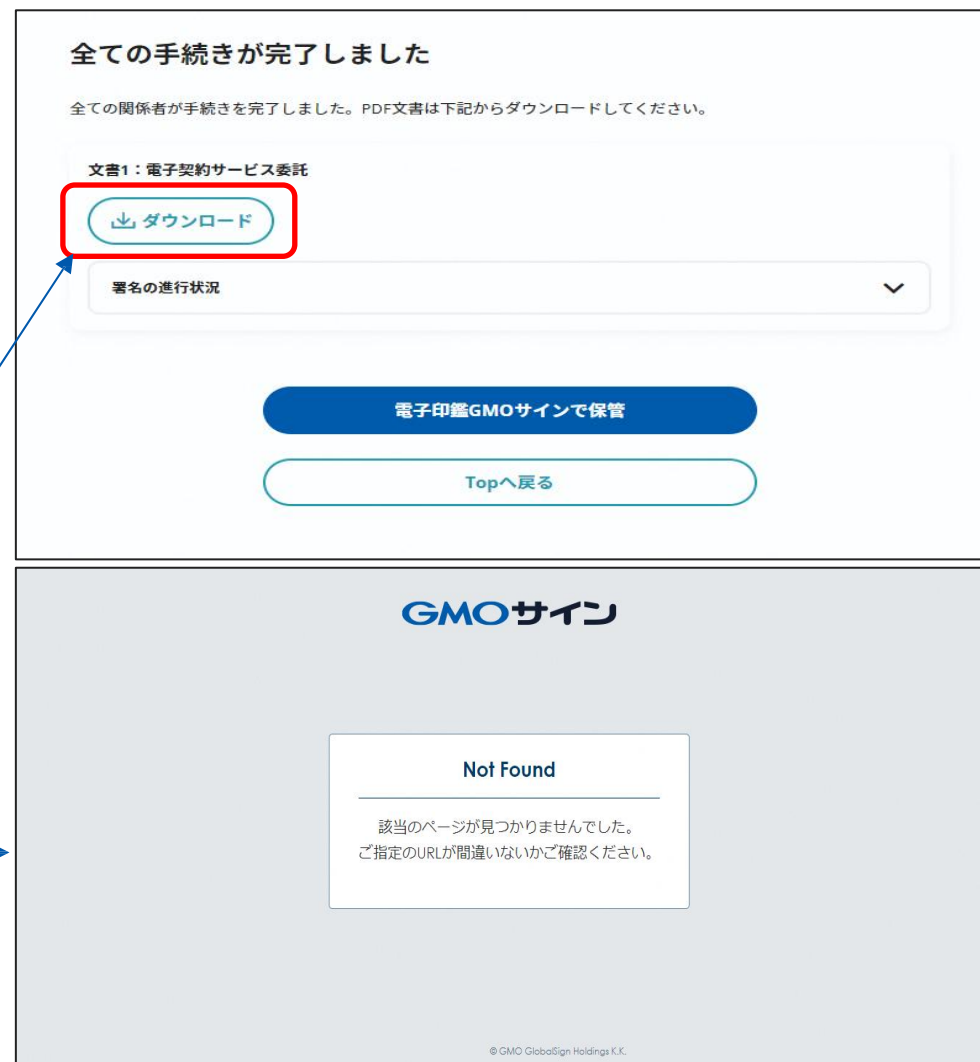 全ての手続きが完了しました
全ての関係者が手続きを完了しました。PDF文書は下記からダウンロードしてください。
文書1：電子契約サービス委託
ダウンロード
署名の進行状況
電子印鑑GMOサインで保管
Topへ戻る
GMOサイン
Not Found
該当のページが見つかりませんでした。
ご指定のURLが間違いないかご確認ください。
© GMO GlobalSign Holdings K.K.